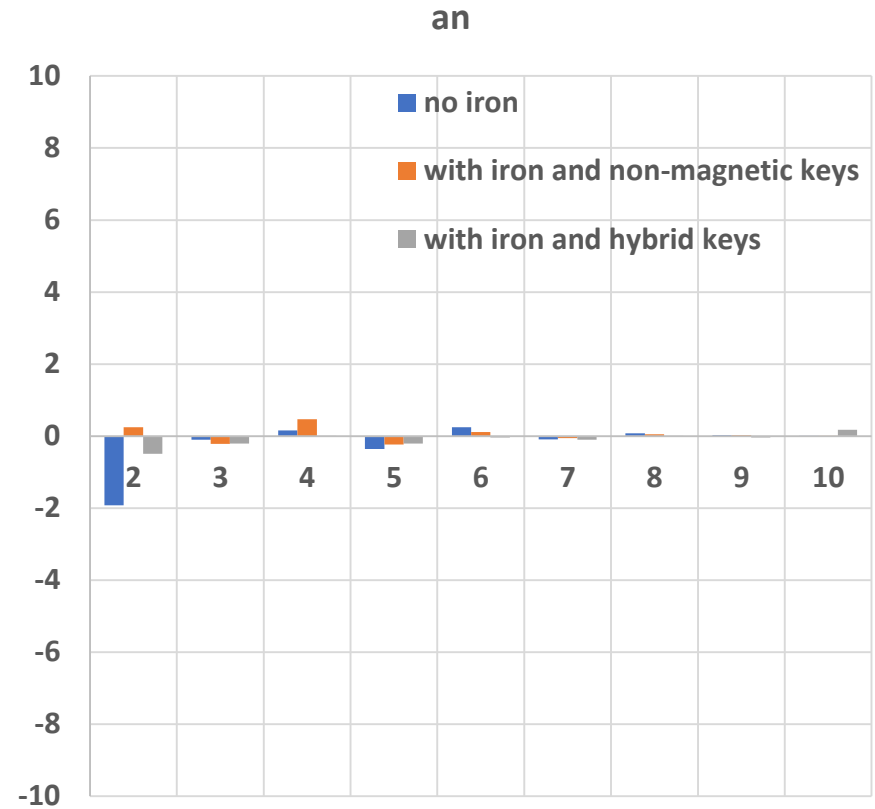 an
10
8
6
4
2
0
-2
-4
-6
-8
-10
no iron
with iron and non-magnetic keys
with iron and hybrid keys
2 3 4 5 6 7 8 9 10